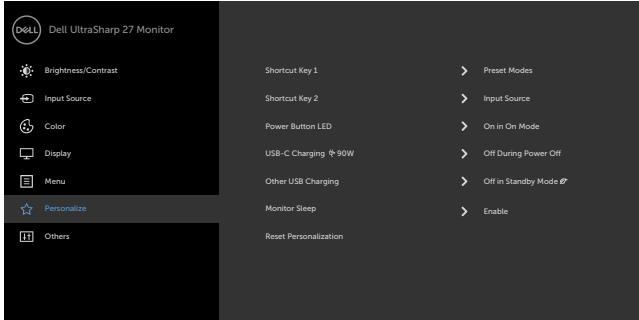 DELL
Dell UltraSharp 27 Monitor
Brightness/Contrast
Input Source
Color
Display
Menu
Personalize
Others
Shortcut Key 1 Preset Modes
Shortcut Key 2 Input Source
Power Button LED On in On Mode
USB-C Charging 90W Off During Power Off
Other USB Charging Off in Standby Mode
Monitor Sleep Enable
Reset Personalization